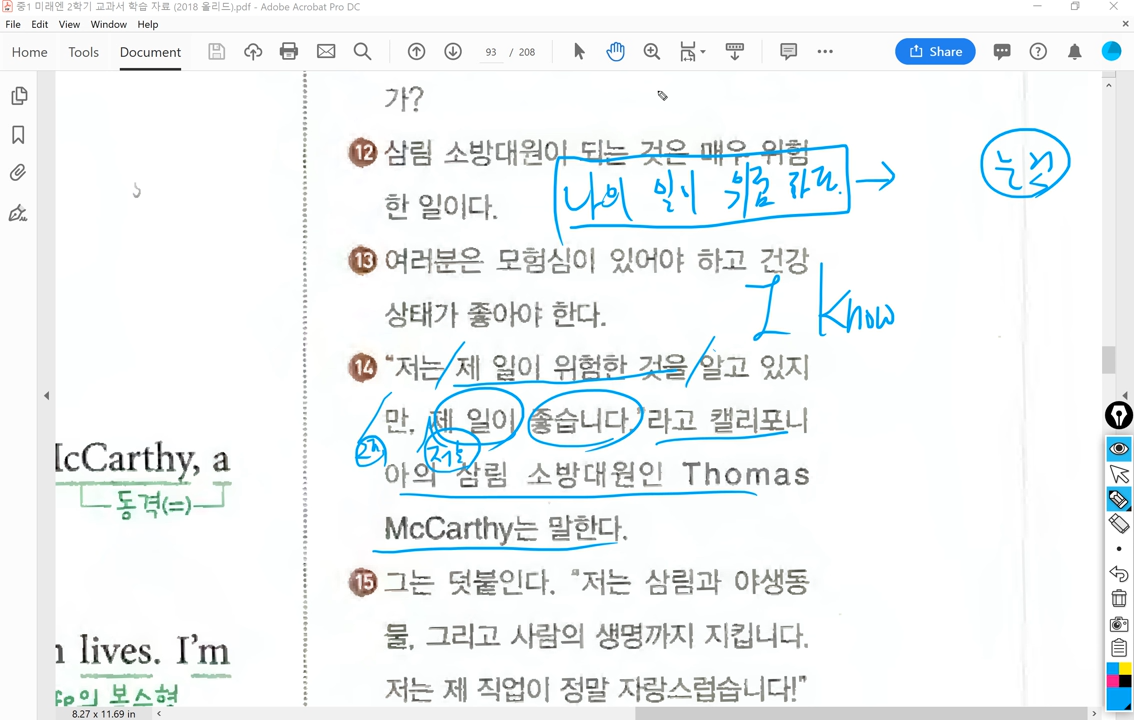 중1 미래엔 2학기 교과서 학습 자료 (2018 올리드).pdf - Adobe Acrobat Pro DC
File Edit View Window Help
Home Tools Document 93 / 208 Share
가?
12 삼림 소방대원이 되는 것은 매우 위험
나의 일이 위험 눈적
한 일이다.
13 여러분은 모험심이 있어야 하고 건강
상태가 좋아야 한다.
I know
14 "저는 제 일이 위험한 것을 알고 있지
만, 제 일이 좋습니다."라고 캘리포니
아의 삼림 소방대원인 Thomas
McCarthy는 말한다.
15 그는 덧붙인다. "저는 삼림과 야생동
물, 그리고 사람의 생명까지 지킵니다.
저는 제 직업이 정말 자랑스럽습니다!"
McCarthy, a
동격(=)
lives. I'm
의 보스형
8.27 x 11.69 in